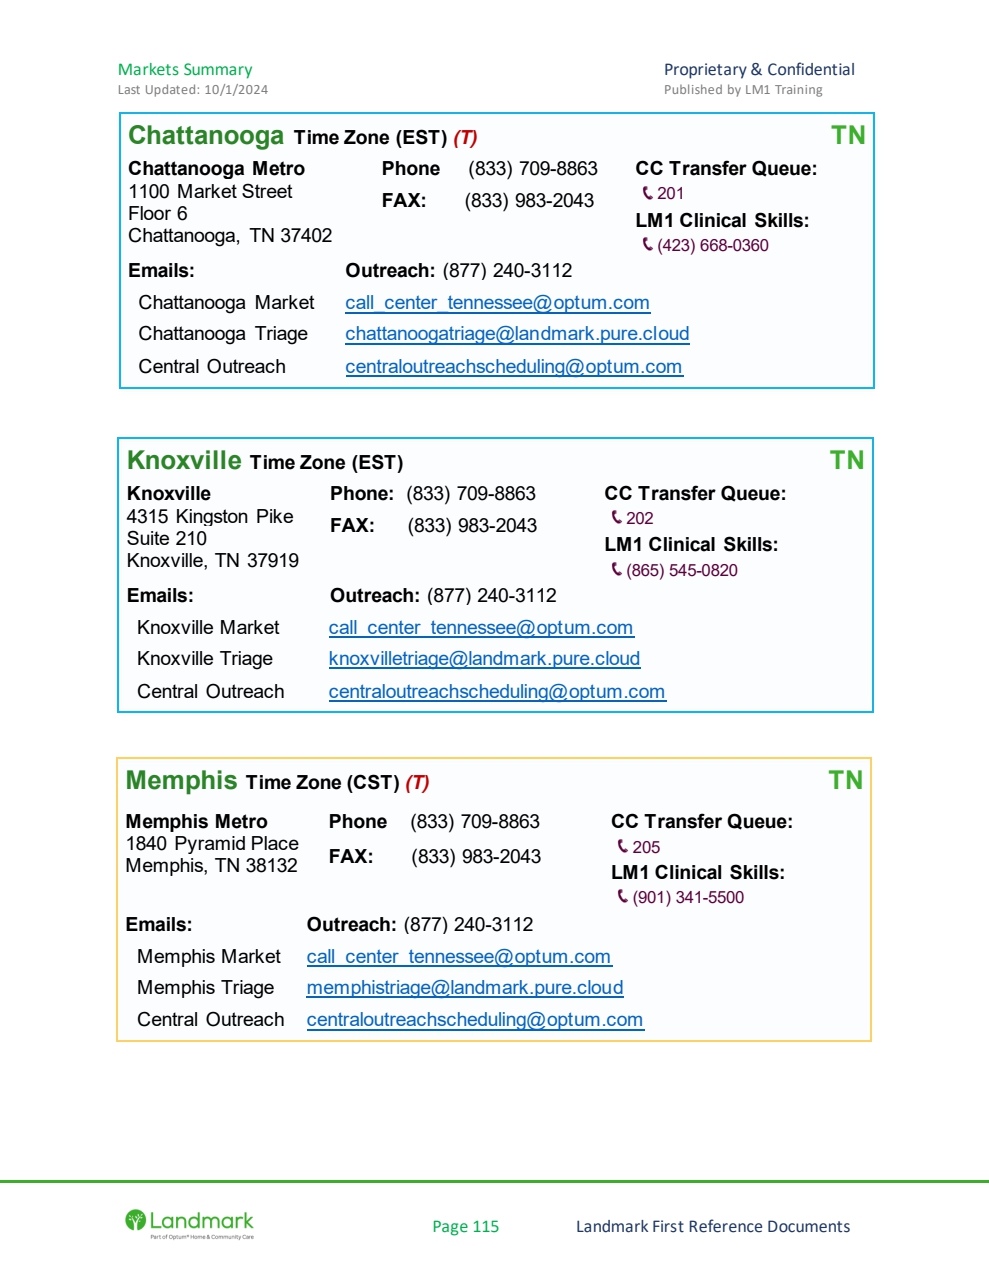 Markets Summary Proprietary & Confidential
Last Updated: 10/1/2024 Published by LM1 Training
Chattanooga Time Zone (EST) (T) TN
Chattanooga Metro Phone (833) 709-8863 CC Transfer Queue:
1100 Market Street 201
Floor 6 FAX: (833) 983-2043 LM1 Clinical Skills:
Chattanooga, TN 37402 (423) 668-0360
Emails: Outreach: (877) 240-3112
Chattanooga Market call_center_tennessee@optum.com
Chattanooga Triage chattanoogatriage@landmark.pure.cloud
Central Outreach centraloutreachscheduling@optum.com
Knoxville Time Zone (EST) TN
Knoxville Phone: (833) 709-8863 CC Transfer Queue:
4315 Kingston Pike 202
Suite 210 FAX: (833) 983-2043 LM1 Clinical Skills:
Knoxville, TN 37919 (865) 545-0820
Emails: Outreach: (877) 240-3112
Knoxville Market call_center_tennessee@optum.com
Knoxville Triage knoxvilletriage@landmark.pure.cloud
Central Outreach centraloutreachscheduling@optum.com
Memphis Time Zone (CST) (T) TN
Memphis Metro Phone (833) 709-8863 CC Transfer Queue:
1840 Pyramid Place 205
Memphis, TN 38132 FAX: (833) 983-2043 LM1 Clinical Skills:
(901) 341-5500
Emails: Outreach: (877) 240-3112
Memphis Market call_center_tennessee@optum.com
Memphis Triage memphistriage@landmark.pure.cloud
Central Outreach centraloutreachscheduling@optum.com
Landmark Page 115 Landmark First Reference Documents
Part of Optum® Home & Community Care